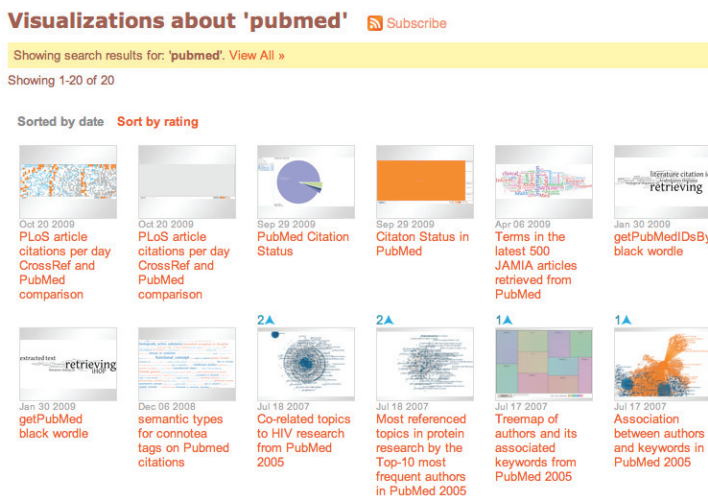 Visualizations about 'pubmed' Subscribe
Showing search results for: 'pubmed'. View All »
Showing 1-20 of 20
Sorted by date Sort by rating
literature citation
retrieving
Oct 20 2009
PLoS article
citations per day
CrossRef and
PubMed
comparison
Oct 20 2009
PLoS article
citations per day
CrossRef and
PubMed
comparison
Sep 29 2009
PubMed Citation
Status
Sep 29 2009
Citaton Status in
PubMed
Apr 06 2009
Terms in the
latest 500
JAMIA articles
retrieved from
PubMed
Jan 30 2009
getPubMedIDsBy
black wordle
extracted text
retrieving
iHOP
Jan 30 2009
getPubMed
black wordle
functional_concept
Dec 06 2008
semantic types
for connotea
tags on Pubmed
citations
2
Jul 18 2007
Co-related topics
to HIV research
from PubMed
2005
2
Jul 18 2007
Most referenced
topics in protein
research by the
Top-10 most
frequent authors
in PubMed 2005
1
Jul 17 2007
Treemap of
authors and its
associated
keywords from
PubMed 2005
1
Jul 17 2007
Association
between authors
and keywords in
PubMed 2005